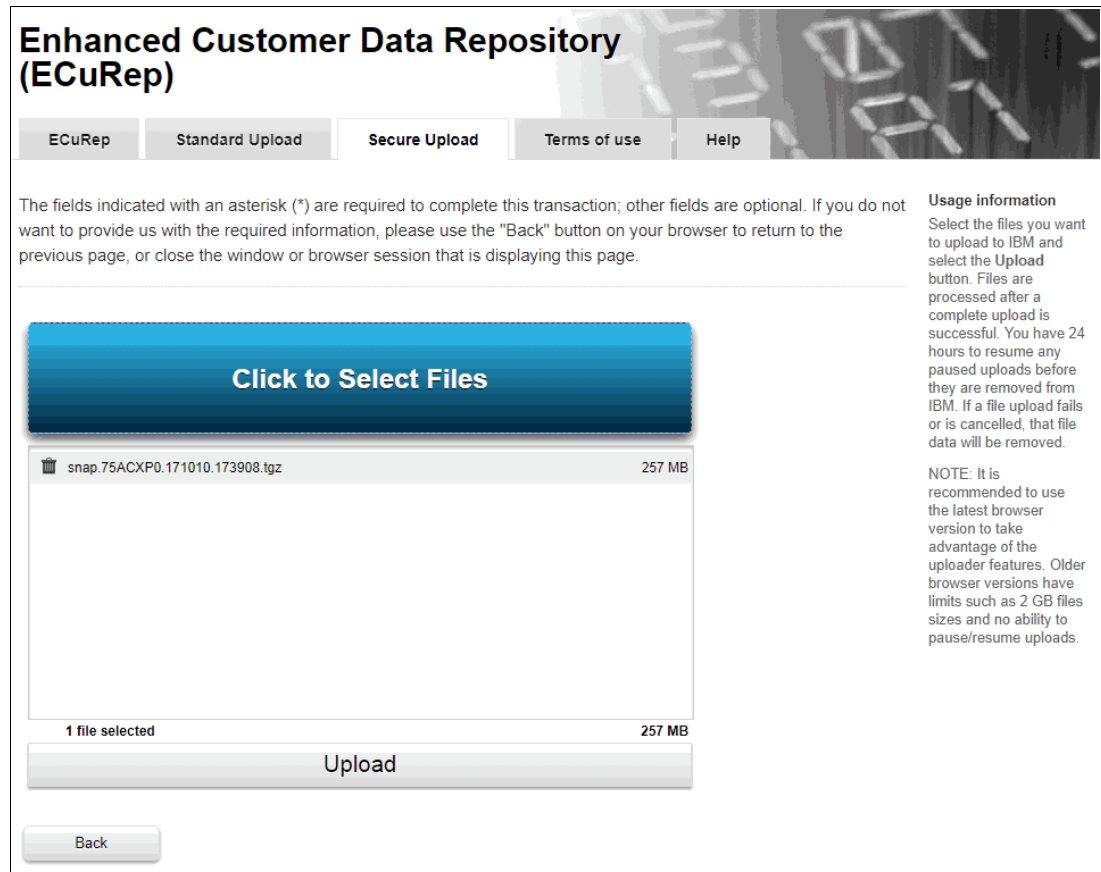 Enhanced Customer Data Repository
(ECuRep)
ECuRep
Standard Upload
Secure Upload
Terms of use
Help
The fields indicated with an asterisk (*) are required to complete this transaction; other fields are optional. If you do not
want to provide us with the required information, please use the "Back" button on your browser to return to the
previous page, or close the window or browser session that is displaying this page.
Click to Select Files
snap.75ACXP0.171010.173908.tgz 257 MB
1 file selected 257 MB
Upload
Back
Usage information
Select the files you want
to upload to IBM and
select the Upload
button. Files are
processed after a
complete upload is
successful. You have 24
hours to resume any
paused uploads before
they are removed from
IBM. If a file upload fails
or is cancelled, that file
data will be removed.
NOTE: It is
recommended to use
the latest browser
version to take
advantage of the
uploader features. Older
browser versions have
limits such as 2 GB files
sizes and no ability to
pause/resume uploads.